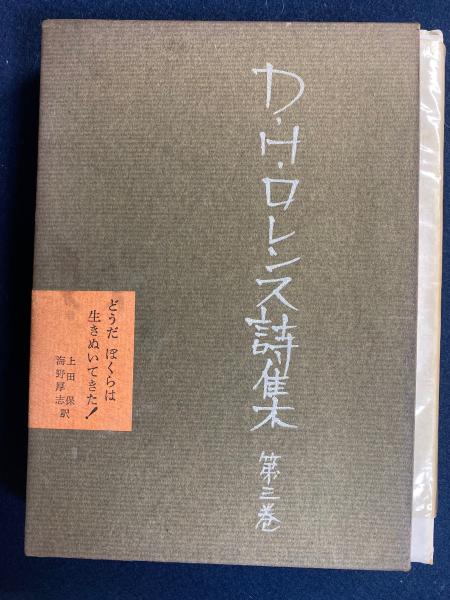 D・H・ロレンス詩集 第三巻
どうだ ぼくらは
生きぬいてきた!
上田 保
海野厚志 訳